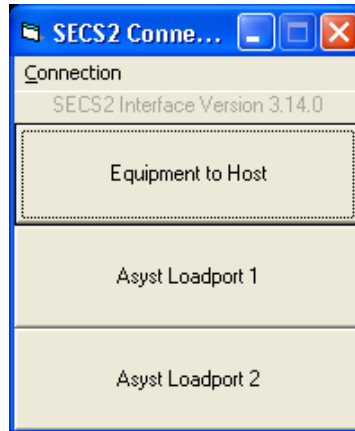 SECS2 Conne...
Connection
SECS2 Interface Version 3.14.0
Equipment to Host
Asyst Loadport 1
Asyst Loadport 2